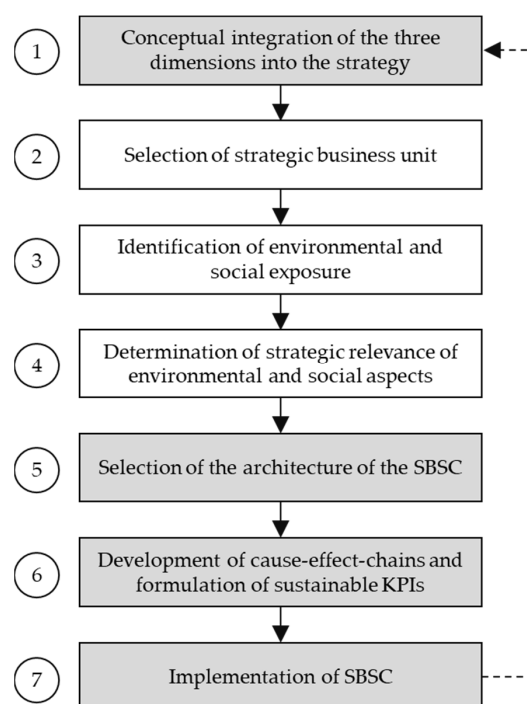 1
Conceptual integration of the three
dimensions into the strategy
2
Selection of strategic business unit
3
Identification of environmental and
social exposure
4
Determination of strategic relevance of
environmental and social aspects
5
Selection of the architecture of the SBSC
6
Development of cause-effect-chains and
formulation of sustainable KPIs
7
Implementation of SBSC